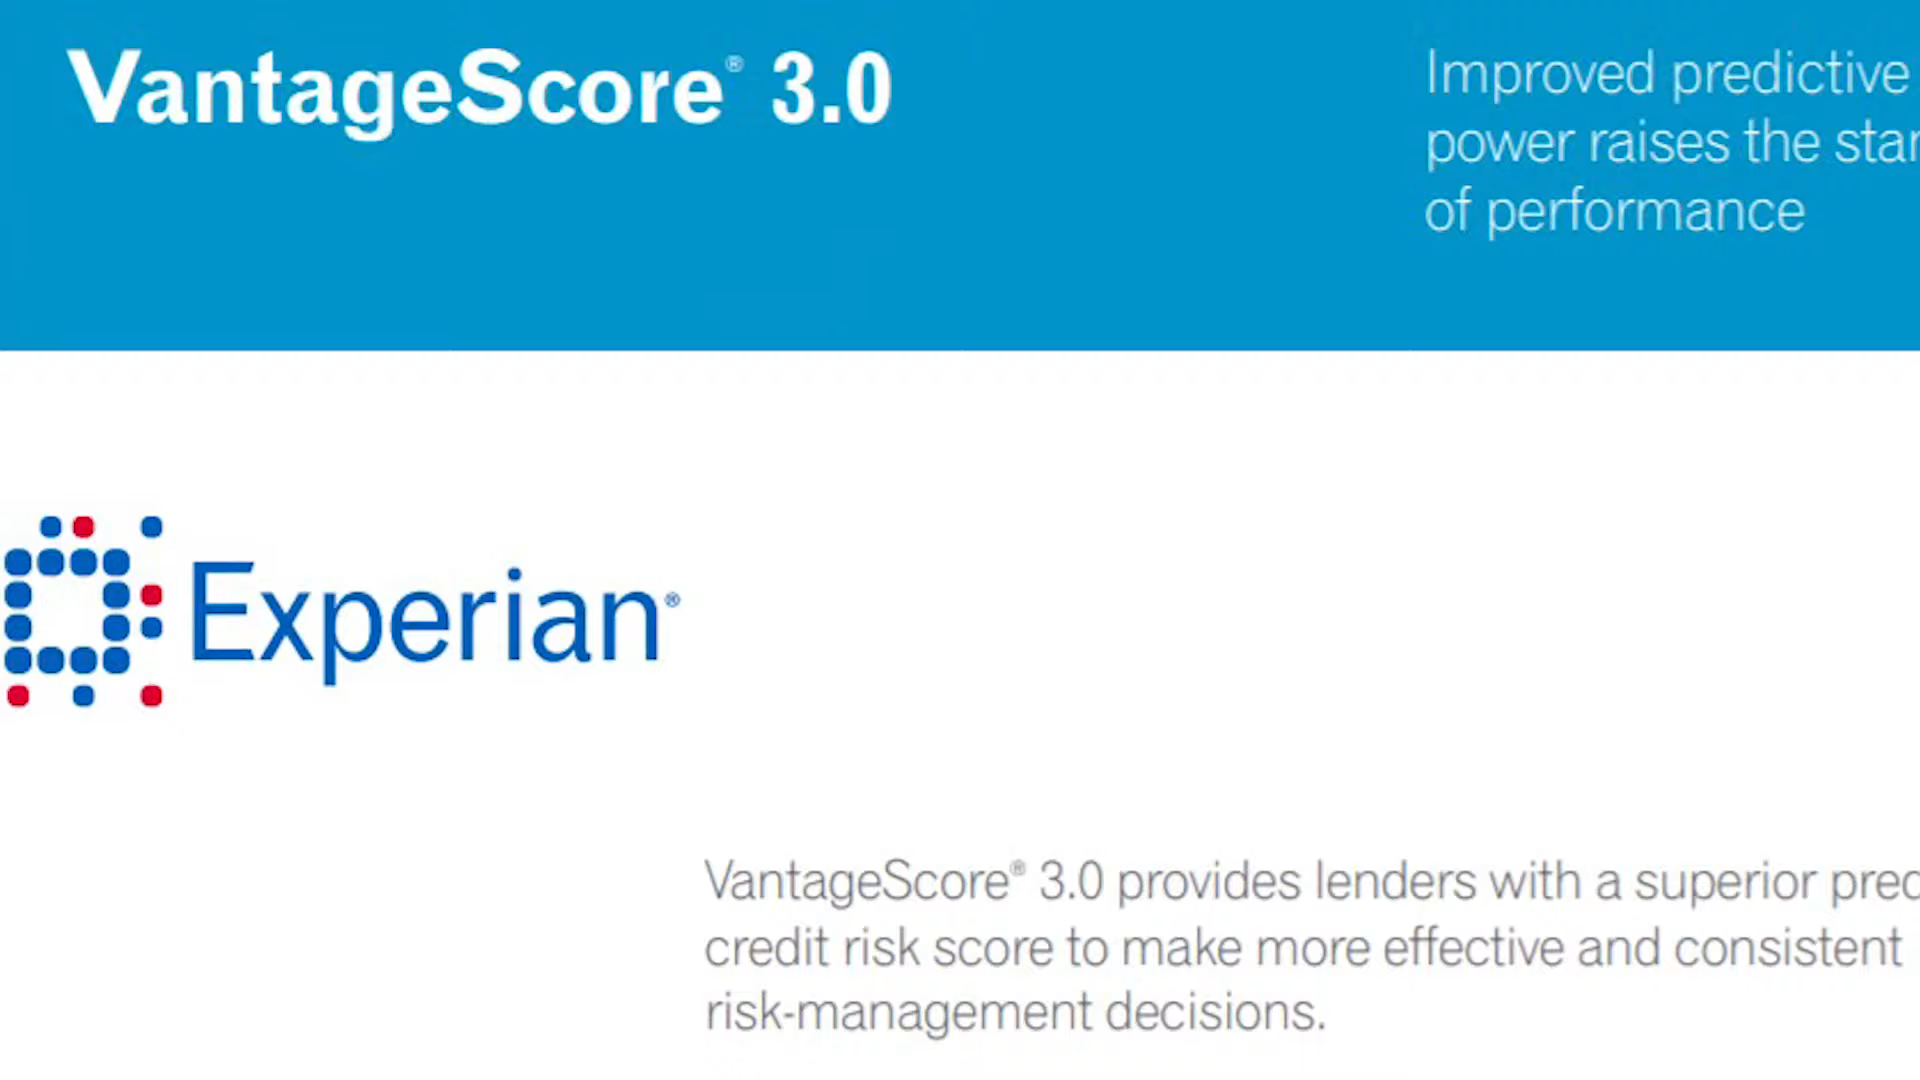 VantageScore® 3.0
Improved predictive
power raises the
of performance
Experian®
VantageScore® 3.0 provides lenders with a superior
credit risk score to make more effective and consistent
risk-management decisions.